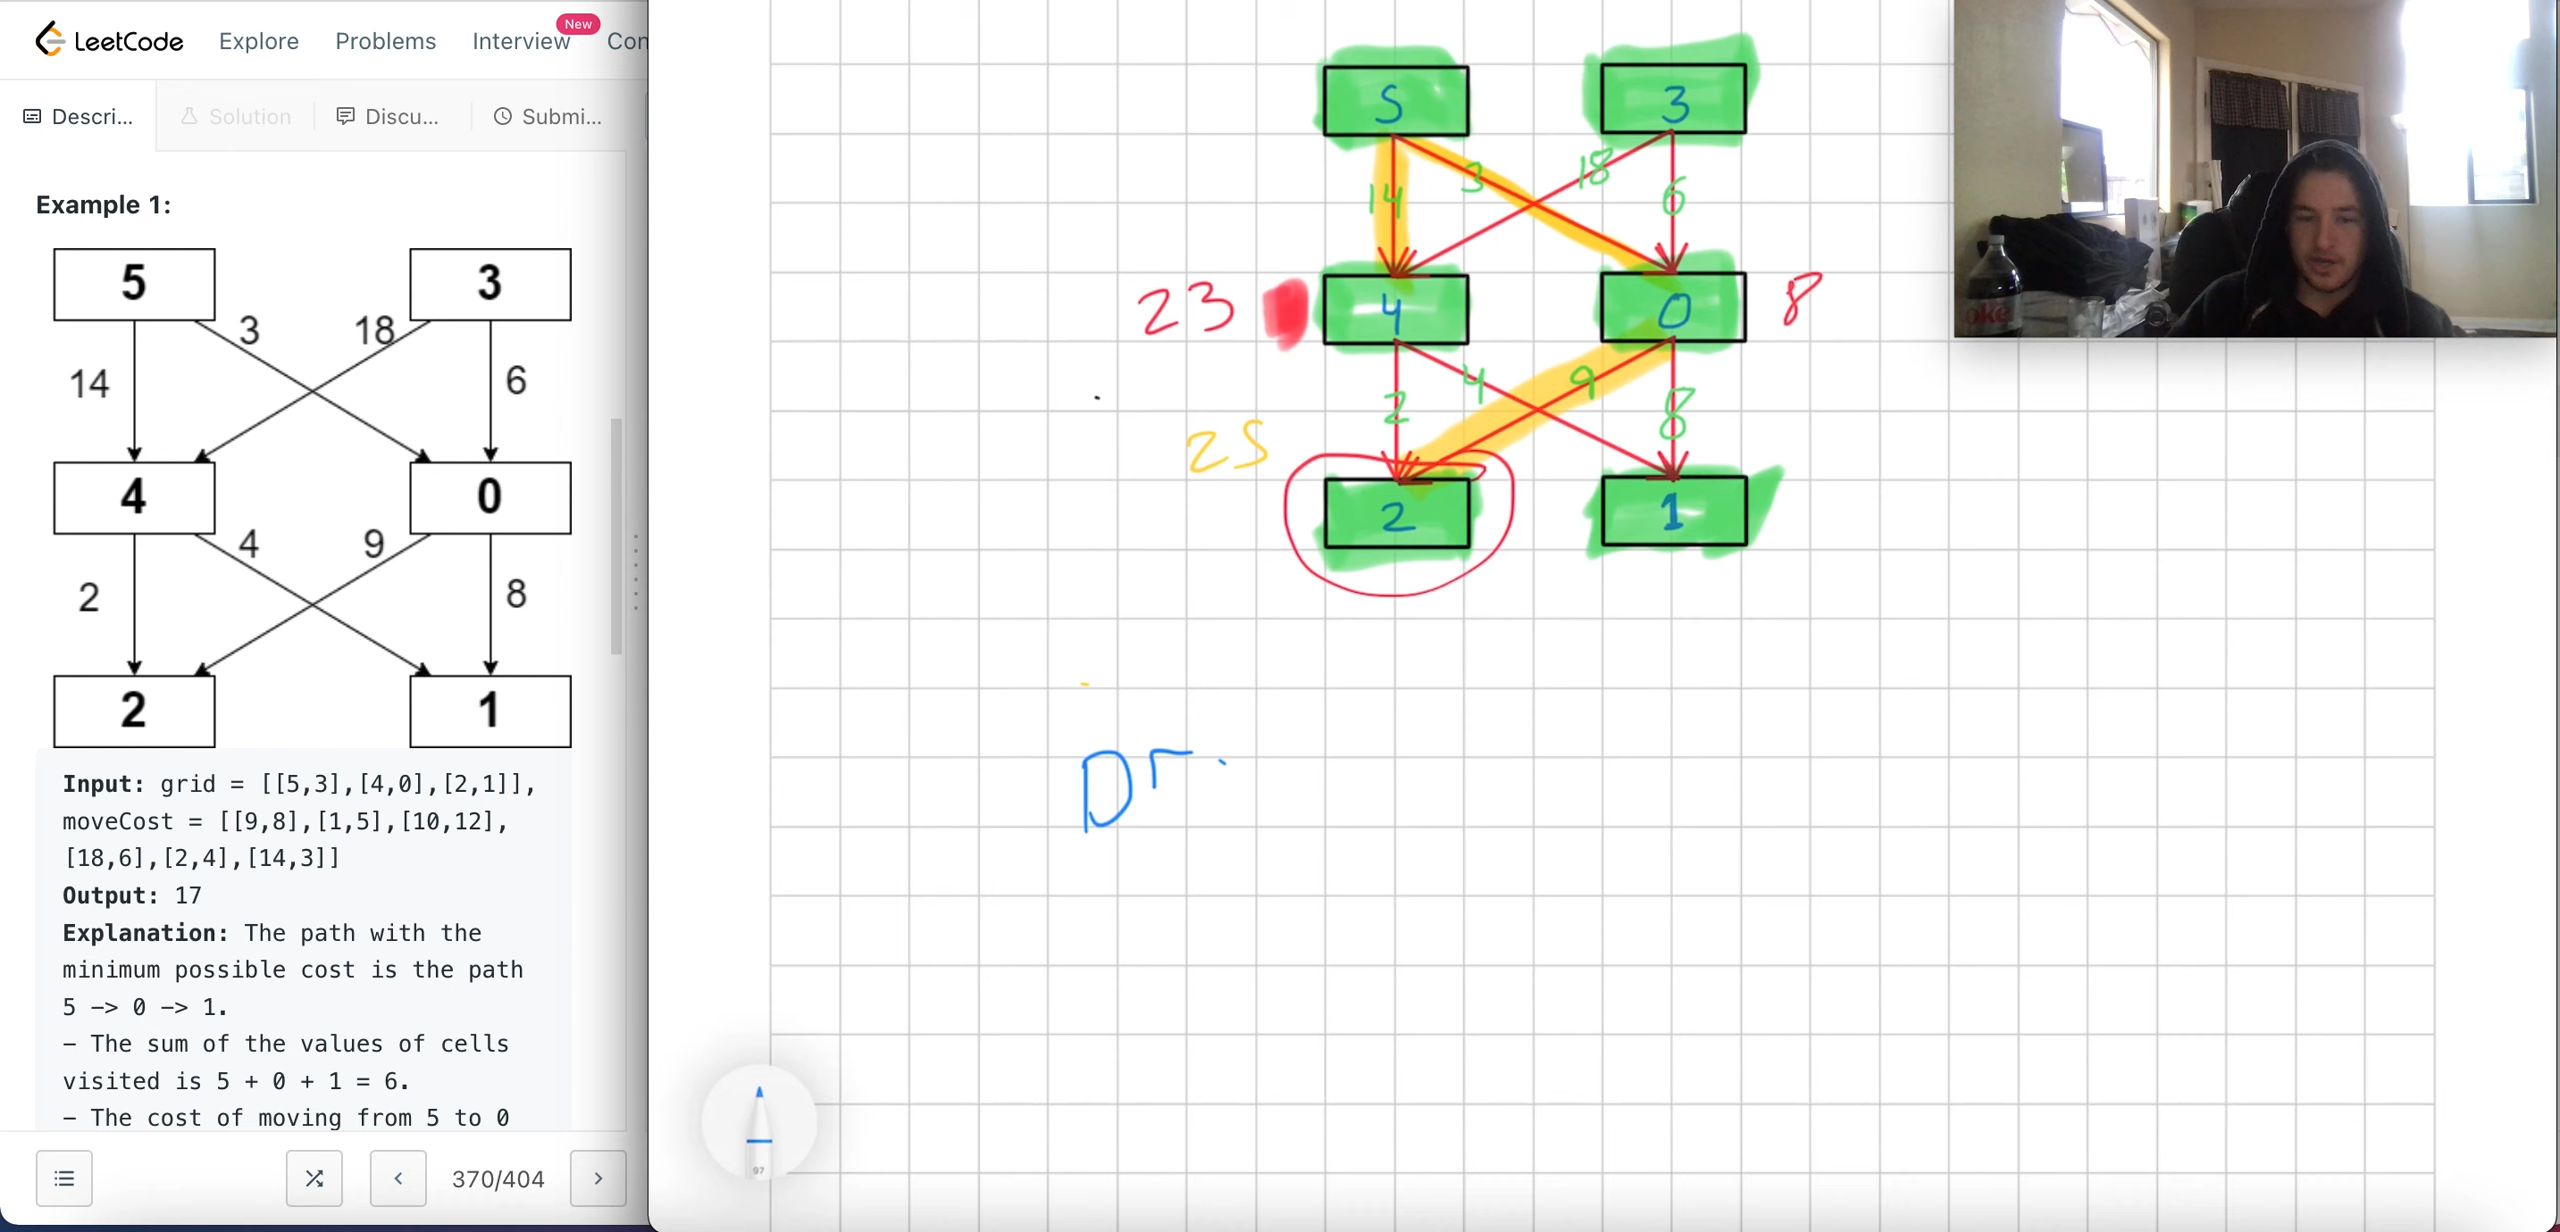 LeetCode Explore Problems Interview New Con
Descri... Solution Discu... Submi...
Example 1:
5 3
3 18
14 6
4 0
4 9
2 8
2 1
Input: grid = [[5,3],[4,0],[2,1]],
moveCost = [[9,8],[1,5],[10,12],
[18,6],[2,4],[14,3]]
Output: 17
Explanation: The path with the
minimum possible cost is the path
5 -> 0 -> 1.
- The sum of the values of cells
visited is 5 + 0 + 1 = 6.
- The cost of moving from 5 to 0
370/404
5 3
14 3 18 6
23 4 0 8
2 4 9 8
25
2 1
97
oke